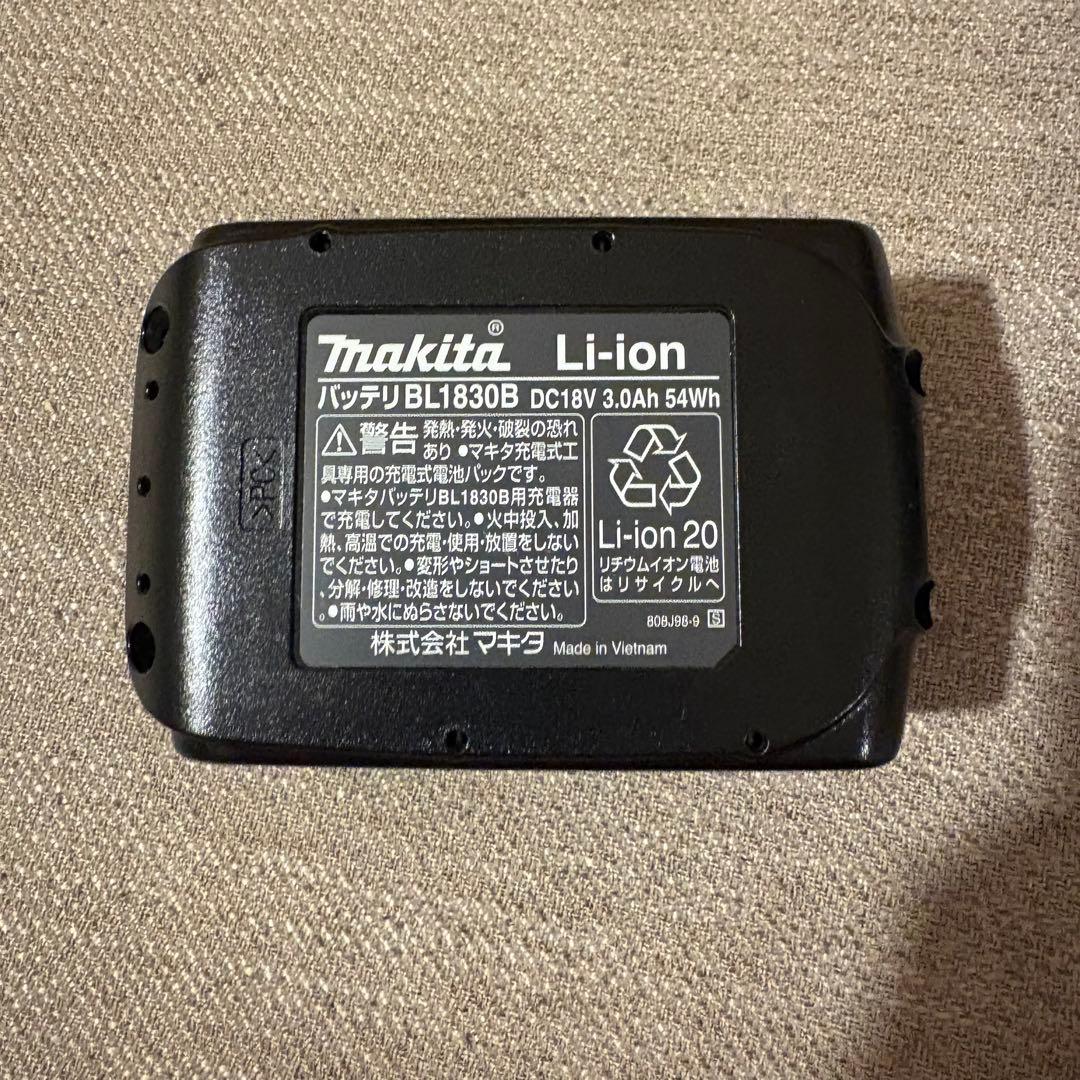 makita® Li-ion
バッテリ BL1830B DC18V 3.0Ah 54Wh
警告 発熱・発火・破裂の恐れ
あり ●マキタ充電式工
具専用の充電式電池パックです。
●マキタバッテリBL1830B用充電器
で充電してください。●火中投入、加
熱、高温での充電・使用・放置をしない
でください。●変形やショートさせたり
、分解・修理・改造をしないでください
。●雨や水にぬらさないでください。
Li-ion 20
リチウムイオン電池
はリサイクルへ
808J98-9 S
株式会社 マキタ Made in Vietnam